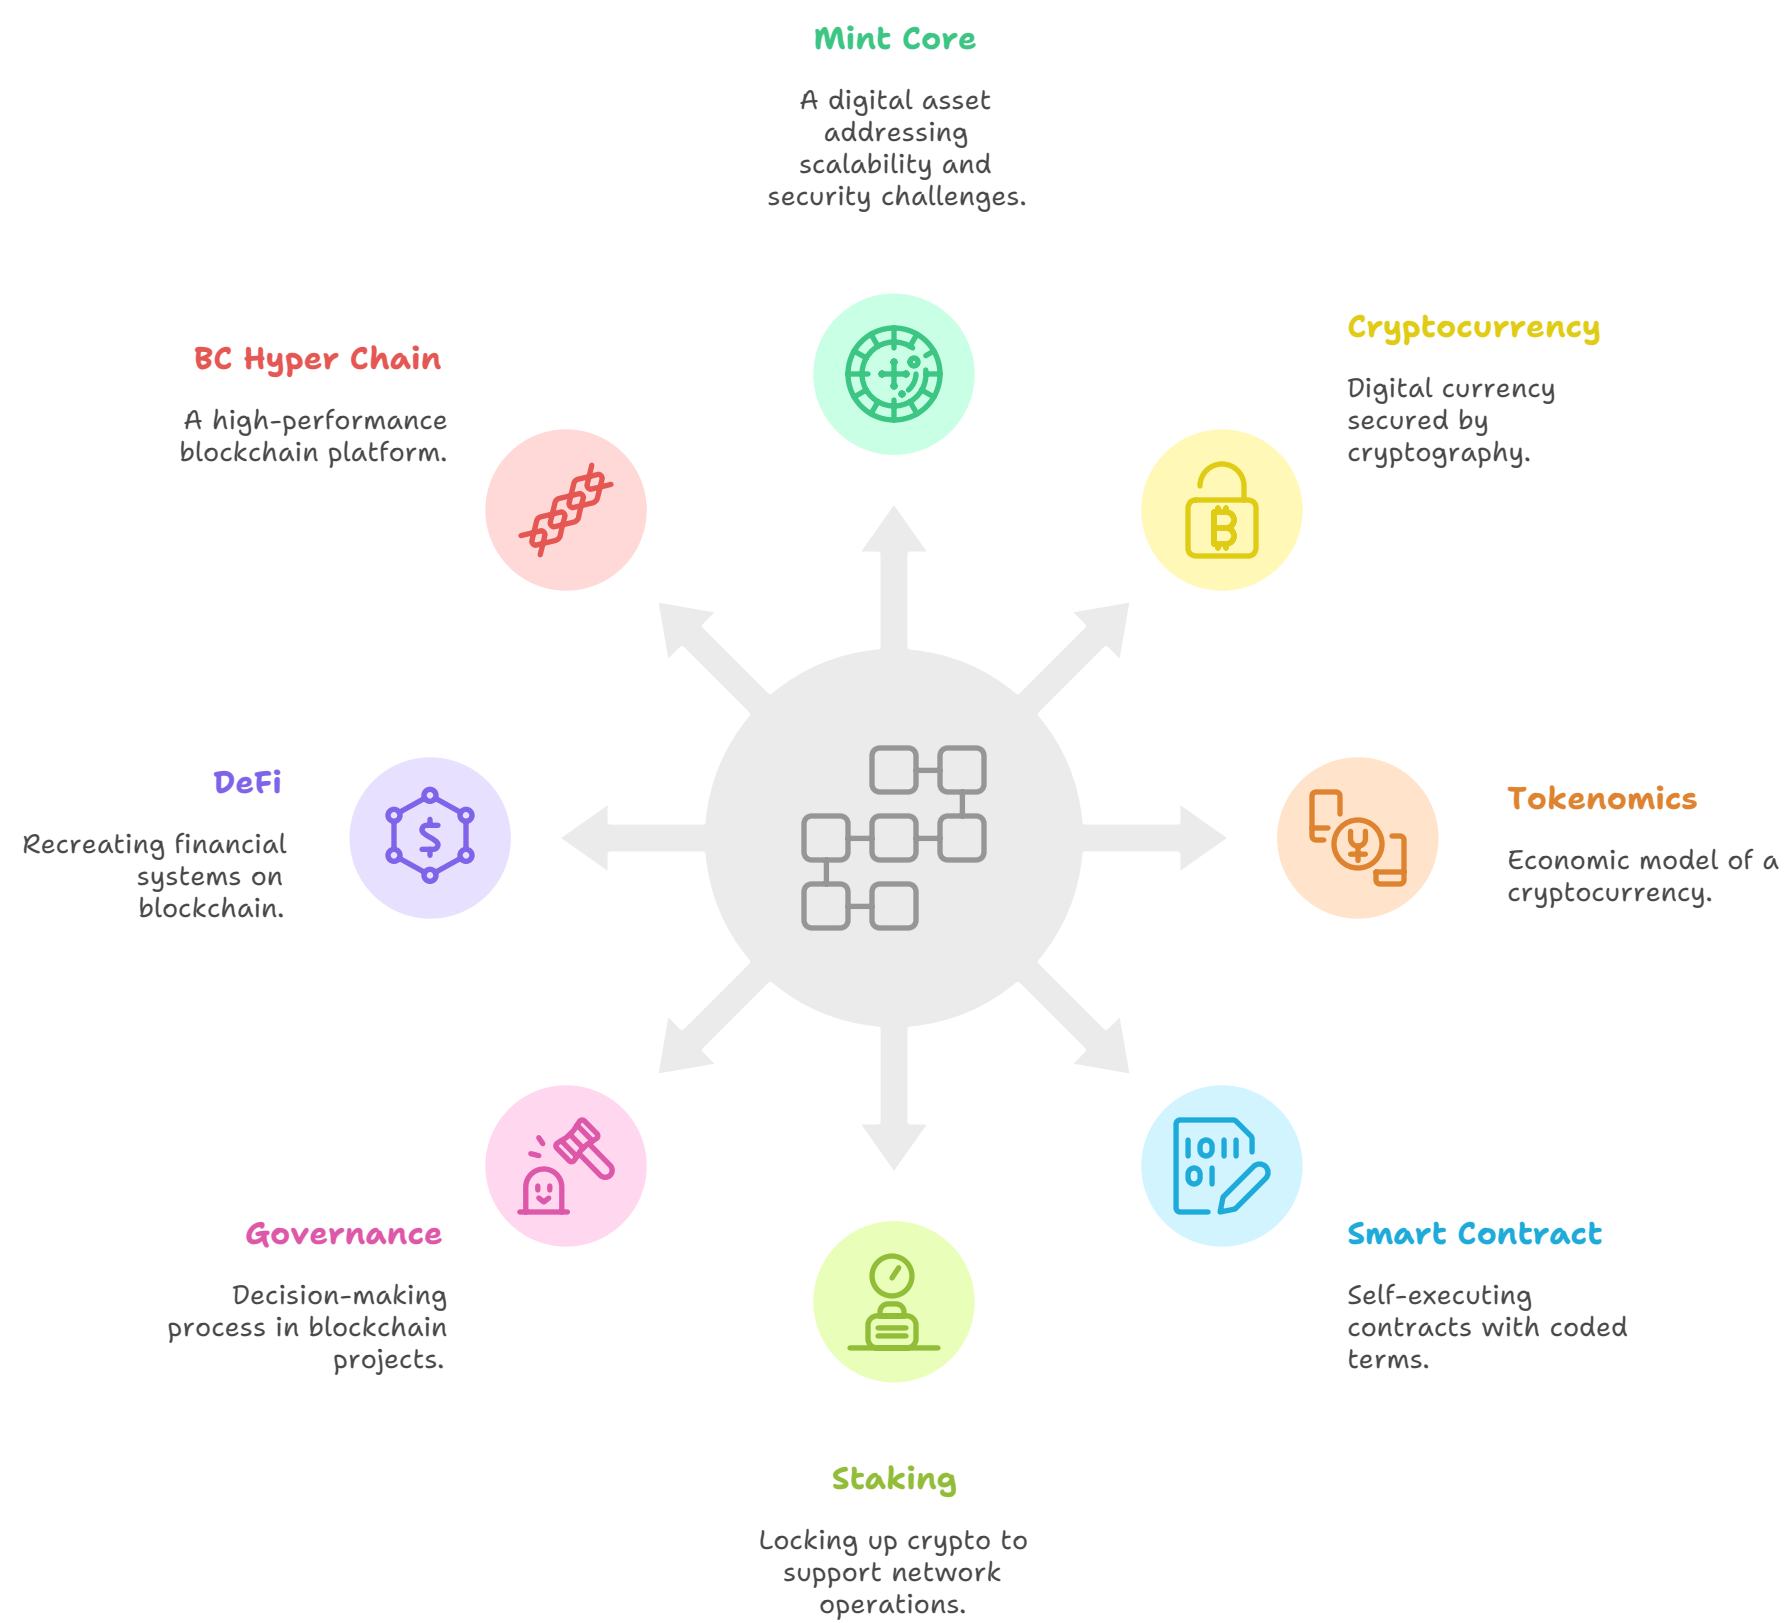 Mint Core
A digital asset
addressing
scalability and
security challenges.
Cryptocurrency
Digital currency
secured by
cryptography.
BC Hyper Chain
A high-performance
blockchain platform.
DeFi
Recreating financial
systems on
blockchain.
Tokenomics
Economic model of a
cryptocurrency.
1011
01
Governance
Decision-making
process in blockchain
projects.
Smart Contract
Self-executing
contracts with coded
terms.
Staking
Locking up crypto to
support network
operations.